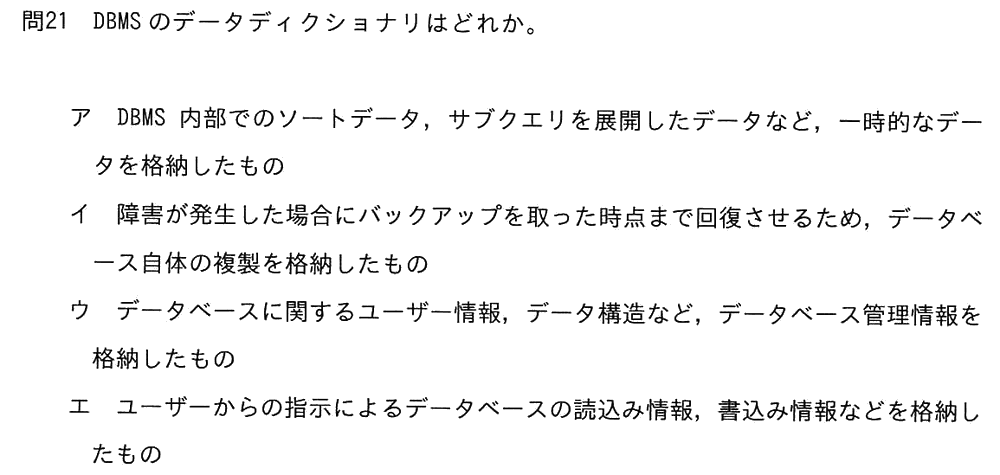 問21 DBMS のデータディクショナリはどれか。
ア DBMS 内部でのソートデータ，サブクエリを展開したデータなど，一時的なデー
タを格納したもの
イ 障害が発生した場合にバックアップを取った時点まで回復させるため，データベ
ース自体の複製を格納したもの
ウ データベースに関するユーザー情報，データ構造など，データベース管理情報を
格納したもの
エ ユーザーからの指示によるデータベースの読込み情報，書込み情報などを格納し
たもの